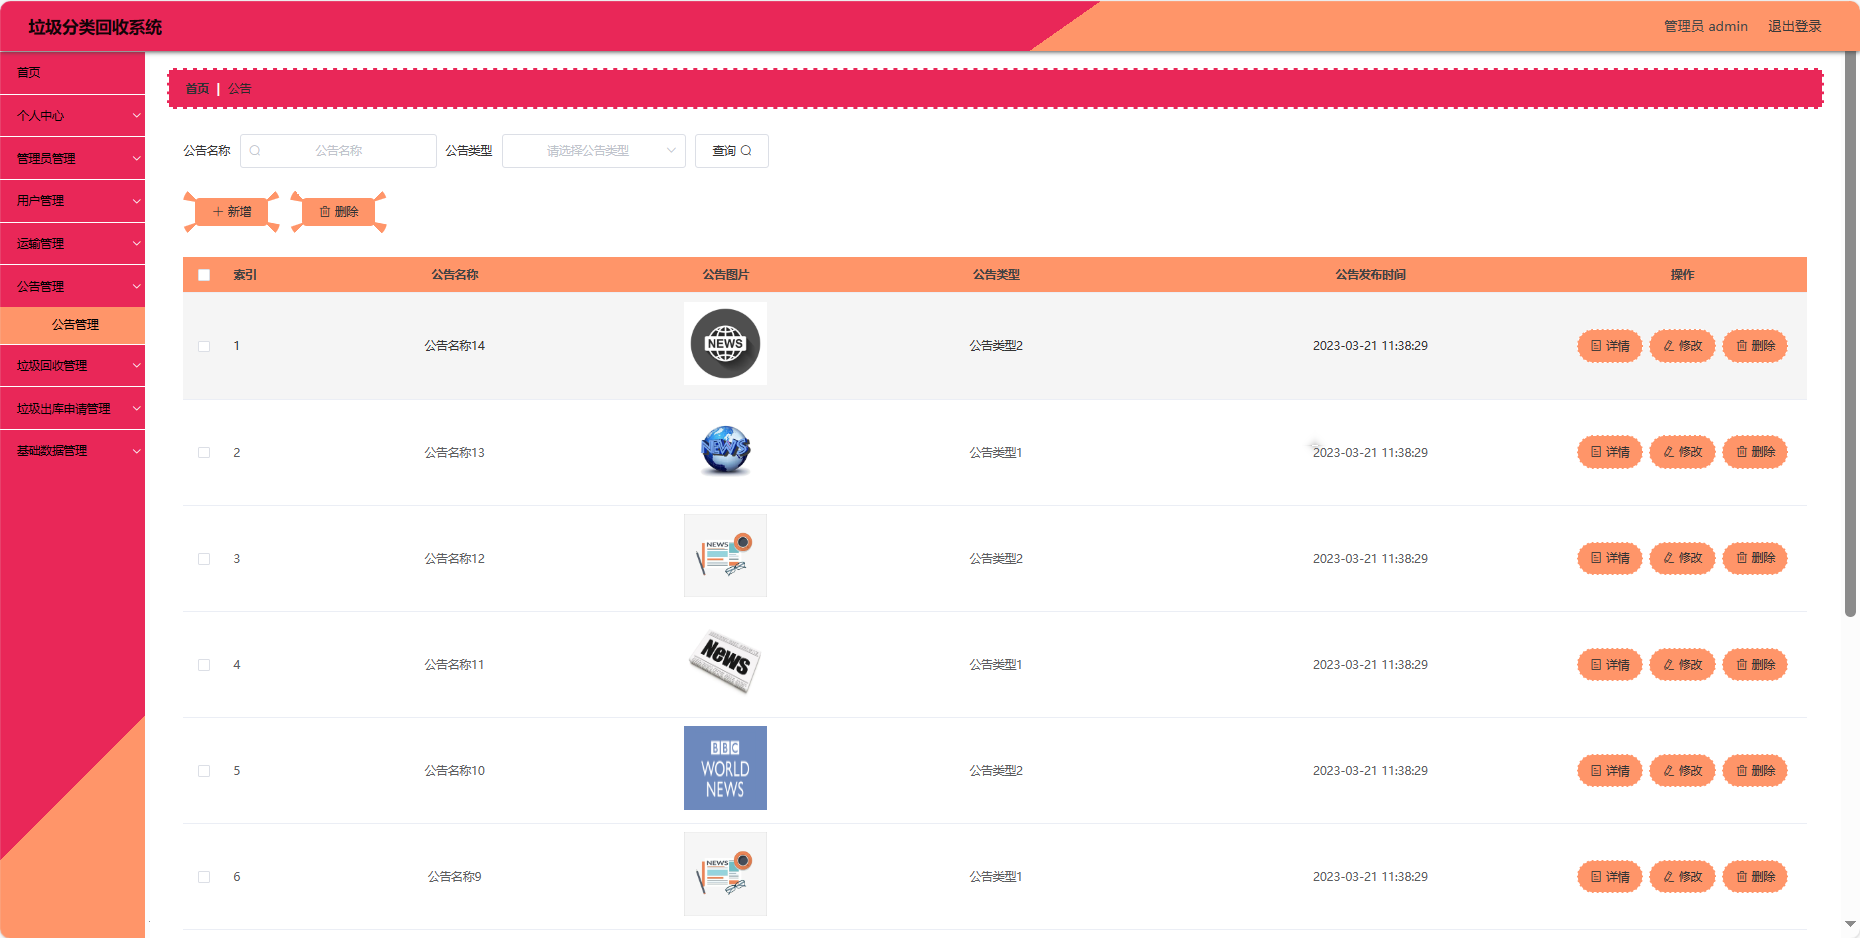 垃圾分类回收系统
管理员 admin 退出登录
首页
个人中心
管理员管理
用户管理
运输管理
公告管理
公告管理
垃圾回收管理
垃圾出库申请管理
基础数据管理
首页 | 公告
公告名称 公告名称 公告类型 请选择公告类型 查询
新增 删除
索引 公告名称 公告图片 公告类型 公告发布时间 操作
1 公告名称14 NEWS 公告类型2 2023-03-21 11:38:29 详情 修改 删除
2 公告名称13 NEWS 公告类型1 2023-03-21 11:38:29 详情 修改 删除
3 公告名称12 NEWS 公告类型2 2023-03-21 11:38:29 详情 修改 删除
4 公告名称11 News 公告类型1 2023-03-21 11:38:29 详情 修改 删除
5 公告名称10 BBC WORLD NEWS 公告类型2 2023-03-21 11:38:29 详情 修改 删除
6 公告名称9 NEWS 公告类型1 2023-03-21 11:38:29 详情 修改 删除